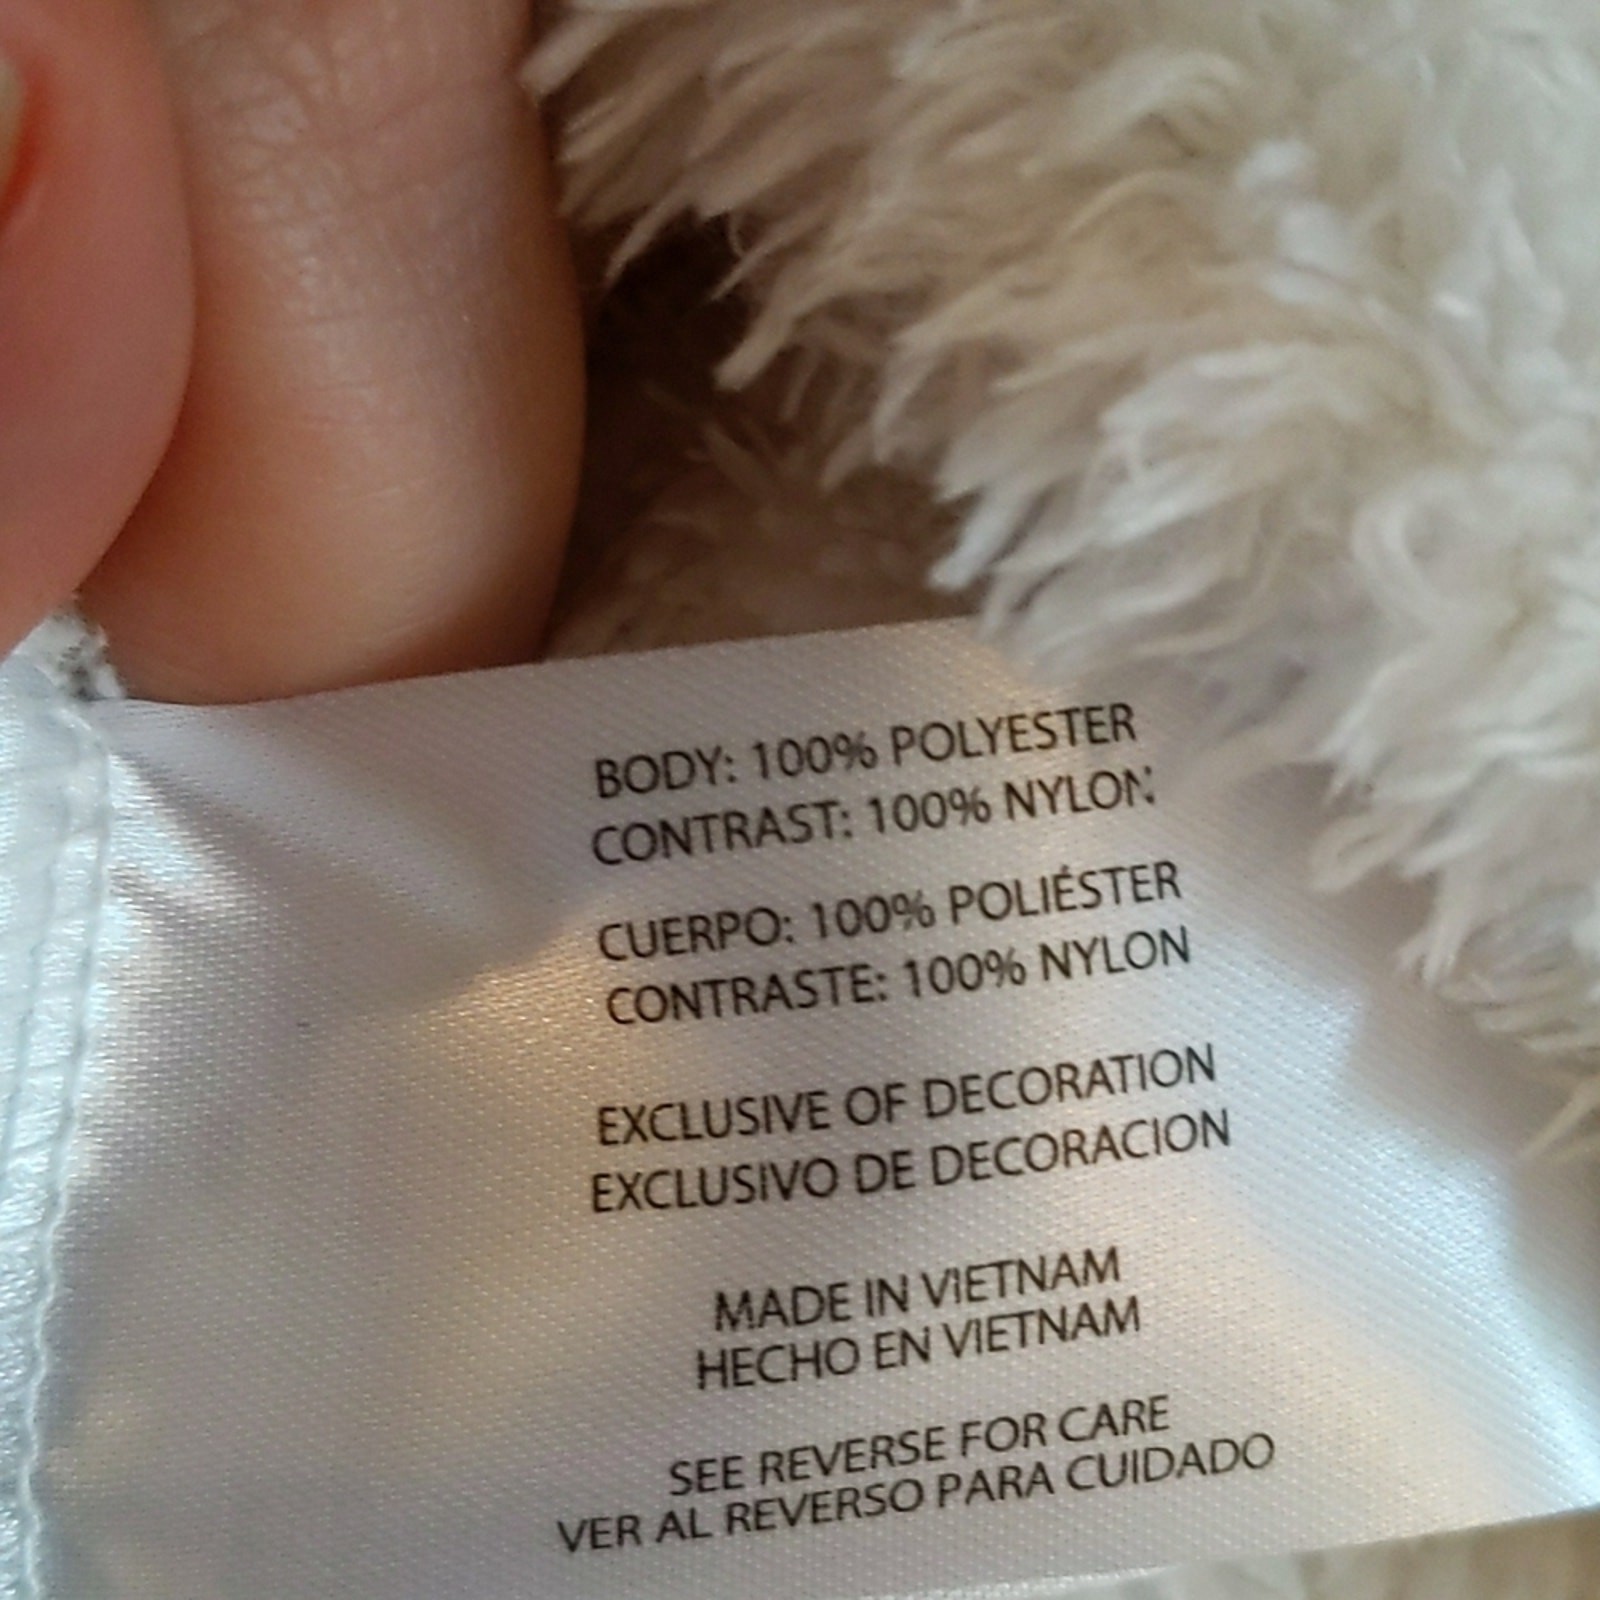 BODY: 100% POLYESTER
CONTRAST: 100% NYLON
CUERPO: 100% POLIÉSTER
CONTRASTE: 100% NYLON
EXCLUSIVE OF DECORATION
EXCLUSIVO DE DECORACION
MADE IN VIETNAM
HECHO EN VIETNAM
SEE REVERSE FOR CARE
VER AL REVERSO PARA CUIDADO